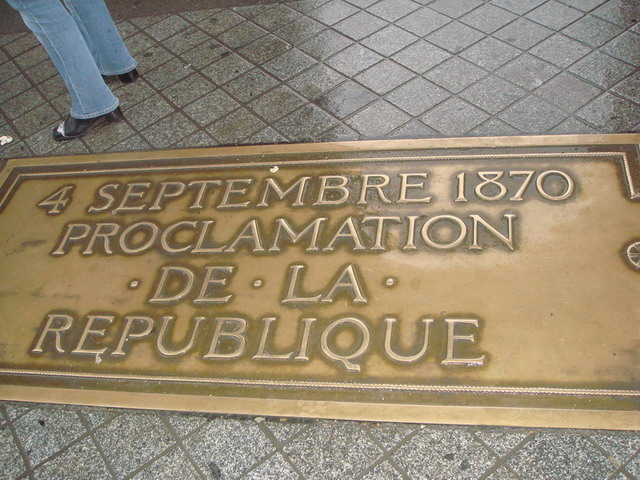 4 SEPTEMBRE 1870
PROCLAMATION
· DE · LA ·
REPUBLIQUE